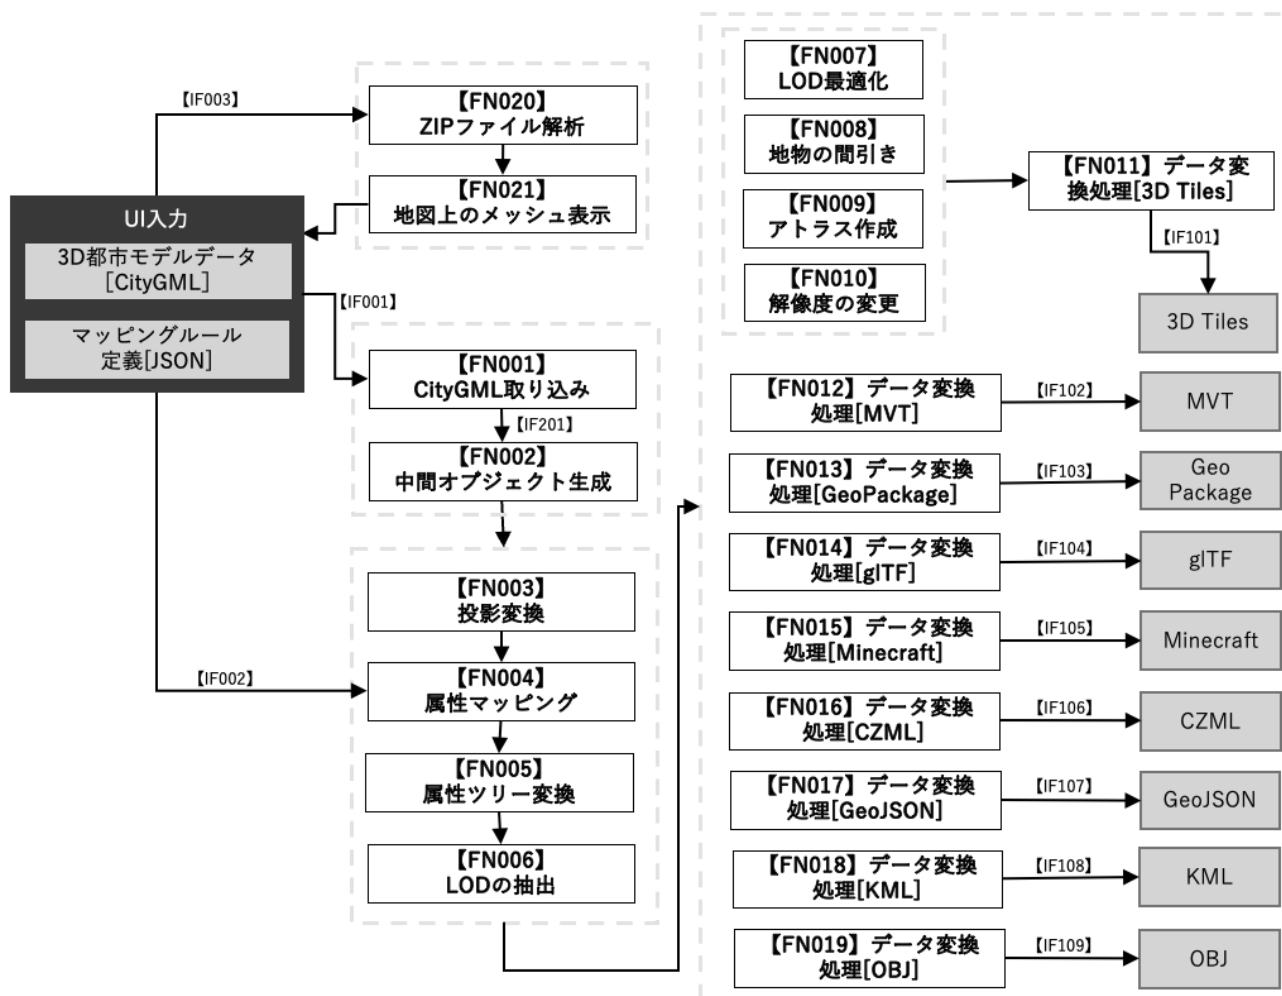 【IF003】
【FN020】
ZIPファイル解析
【FN021】
地図上のメッシュ表示
UI入力
3D都市モデルデータ
[CityGML]
マッピングルール
定義[JSON]
【IF001】
【FN001】
CityGML取り込み
【IF201】
【FN002】
中間オブジェクト生成
【FN003】
投影変換
【IF002】
【FN004】
属性マッピング
【FN005】
属性ツリー変換
【FN006】
LODの抽出
【FN007】
LOD最適化
【FN008】
地物の間引き
【FN009】
アトラス作成
【FN010】
解像度の変更
【FN011】データ変
換処理[3D Tiles]
【IF101】
3D Tiles
【FN012】データ変換
処理[MVT]
【IF102】
MVT
【FN013】データ変換
処理[GeoPackage]
【IF103】
Geo
Package
【FN014】データ変換
処理[glTF]
【IF104】
glTF
【FN015】データ変換
処理[Minecraft]
【IF105】
Minecraft
【FN016】データ変換
処理[CZML]
【IF106】
CZML
【FN017】データ変換
処理[GeoJSON]
【IF107】
GeoJSON
【FN018】データ変換
処理[KML]
【IF108】
KML
【FN019】データ変換
処理[OBJ]
【IF109】
OBJ